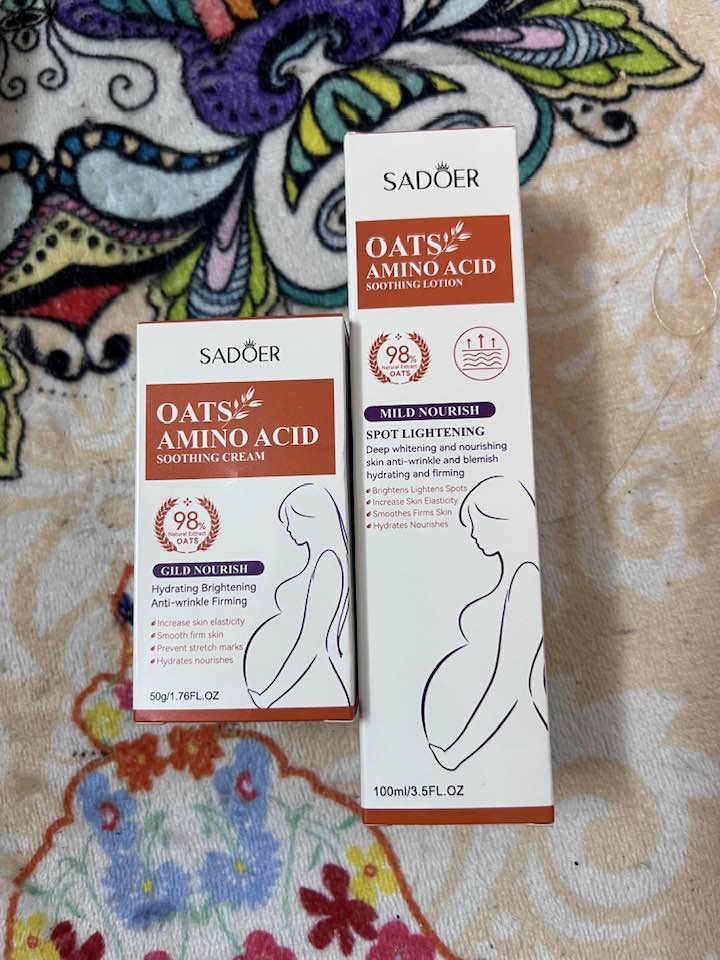 SADOER
OATS
AMINO ACID
SOOTHING CREAM
98%
Natural Extract
OATS
GILD NOURISH
Hydrating Brightening
Anti-wrinkle Firming
Increase skin elasticity
Smooth firm skin
Prevent stretch marks
Hydrates nourishes
50g/1.76FL.OZ
SADOER
OATS
AMINO ACID
SOOTHING LOTION
98%
Natural Extract
OATS
MILD NOURISH
SPOT LIGHTENING
Deep whitening and nourishing
skin anti-wrinkle and blemish
hydrating and firming
Brightens Lightens Spots
Increase Skin Elasticity
Smoothes Firms Skin
Hydrates Nourishes
100ml/3.5FL.OZ